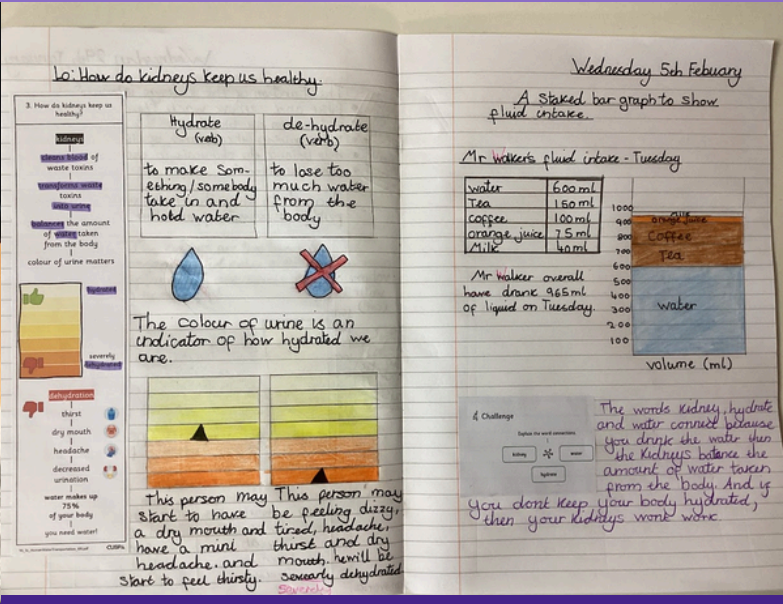 Lo: How do kidneys keep us healthy.
3. How do kidneys keep us
healthy?
kidneys
cleans blood of
waste toxins
transforms waste
toxins
into urine
balances the amount
of water taken
from the body
colour of urine matters
hydrated
severely
dehydrated
dehydration
thirst
dry mouth
headache
decreased
urination
water makes up
75%
of your body
you need water!
Hydrate
(verb)
to make som-
ething/somebody
take in and
hold water
de-hydrate
(verb)
to lose too
much water
from the
body
The colour of urine is an
indicator of how hydrated we
are.
This person may
start to have
a dry mouth and
have a mint
headache. and
start to feel thirsty.
This person may
be feeling dizzy,
tired, headache,
thirst and dry
mouth. he will be
severarly dehydrated
Severely
Wednesday 5th Febuary
A staked bar graph to show
fluid intake.
Mr Walker's fluid intake - Tuesday
water 600ml
Tea 150ml
coffee 100ml
orange juice 75ml
Milk 40ml
Mr Walker overall
have drank 965ml
of liquid on Tuesday.
1000
900
800
700
600
500
400
300
200
100
milk
orange juice
Coffee
Tea
water
volume (ml)
4 Challenge
Explain the word connections.
kidney
water
hydrate
The words kidney, hydrate
and water connect because
you drink the water then
the kidneys balance the
amount of water taken
from the body. And if
you dont keep your body hydrated,
then your kidneys wont work.